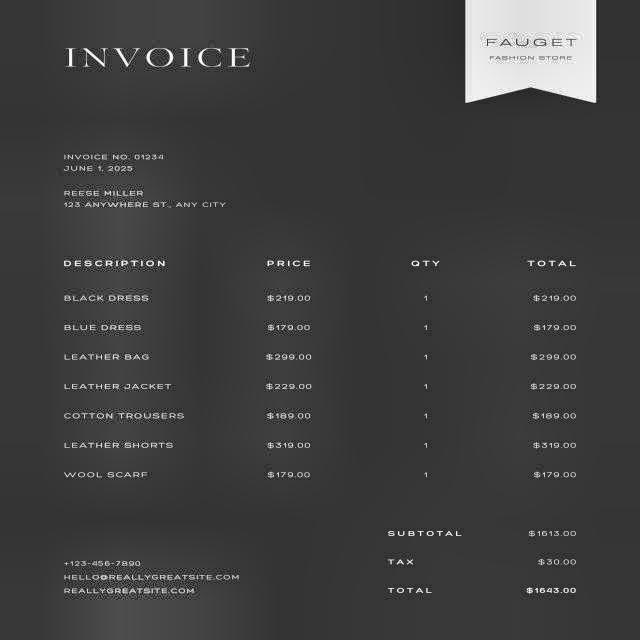 INVOICE
FAUGET
FASHION STORE
INVOICE NO. 01234
JUNE 1, 2025
REESE MILLER
123 ANYWHERE ST., ANY CITY
DESCRIPTION PRICE QTY TOTAL
BLACK DRESS $219.00 1 $219.00
BLUE DRESS $179.00 1 $179.00
LEATHER BAG $299.00 1 $299.00
LEATHER JACKET $229.00 1 $229.00
COTTON TROUSERS $189.00 1 $189.00
LEATHER SHORTS $319.00 1 $319.00
WOOL SCARF $179.00 1 $179.00
SUBTOTAL $1613.00
TAX $30.00
TOTAL $1643.00
+123-456-7890
HELLO@REALLYGREATSITE.COM
REALLYGREATSITE.COM